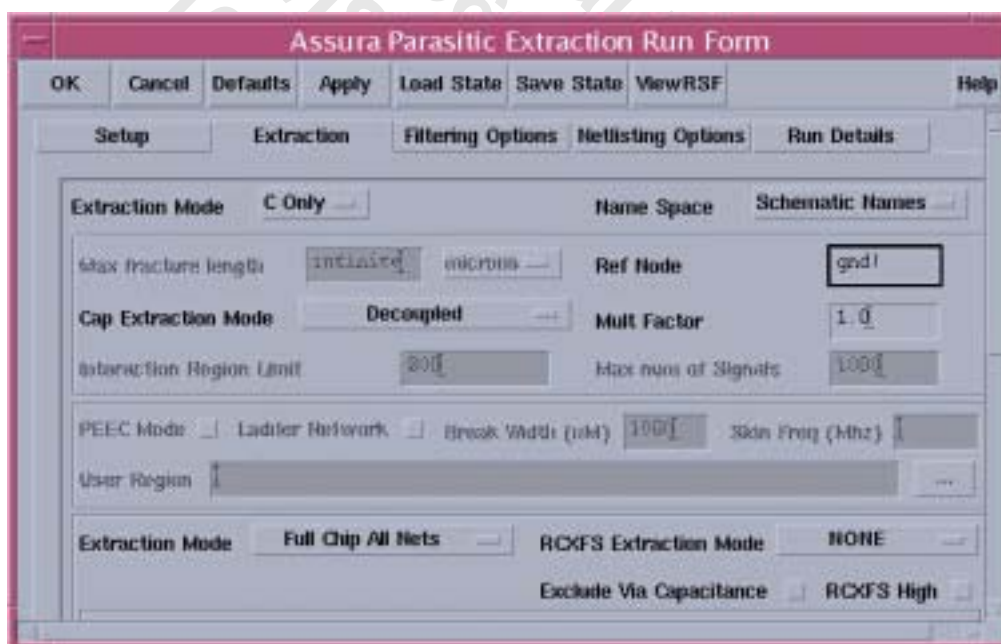 Assura Parasitic Extraction Run Form
OK Cancel Defaults Apply Load State Save State ViewRSF Help
Setup Extraction Filtering Options Netlisting Options Run Details
Extraction Mode C Only Name Space Schematic Names
Max fracture length infinite microns Ref Node gnd!
Cap Extraction Mode Decoupled Mult Factor 1.0
Interaction Region Limit Max num of Signals
PEEC Mode Ladder Network Break Width (uM) Skin Freq (Mhz)
User Region ...
Extraction Mode Full Chip All Nets RCXFS Extraction Mode NONE
Exclude Via Capacitance RCXFS High